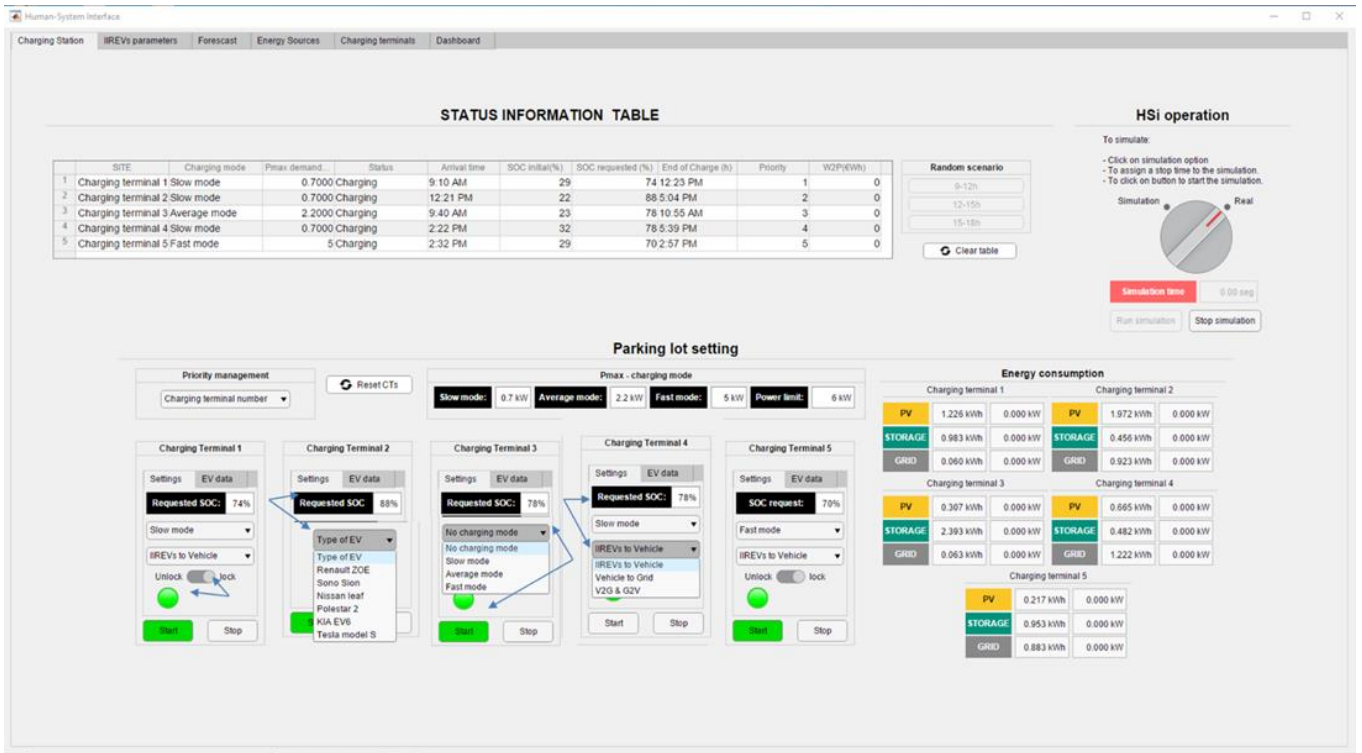 Human-System Interface
Charging Station IIREVs parameters Forescast Energy Sources Charging terminals Dashboard
STATUS INFORMATION TABLE
HSi operation
To simulate:
- Click on simulation option
- To assign a stop time to the simulation.
- To click on button to start the simulation.
SITE Charging mode Pmax demand... Status Arrival time SOC initial(%) SOC requested (%) End of Charge (h) Priority W2P(€Wh)
1 Charging terminal 1 Slow mode 0.7000 Charging 9:10 AM 29 74 12:23 PM 1 0
2 Charging terminal 2 Slow mode 0.7000 Charging 12:21 PM 22 88 5:04 PM 2 0
3 Charging terminal 3 Average mode 2.2000 Charging 9:40 AM 23 78 10:55 AM 3 0
4 Charging terminal 4 Slow mode 0.7000 Charging 2:22 PM 32 78 5:39 PM 4 0
5 Charging terminal 5 Fast mode 5 Charging 2:32 PM 29 70 2:57 PM 5 0
Random scenario
9-12h
12-15h
15-18h
Clear table
Simulation Real
Simulation time 0.00 seg
Run simulation Stop simulation
Parking lot setting
Priority management
Charging terminal number
Reset CTs
Pmax - charging mode
Slow mode: 0.7 kW Average mode: 2.2 kW Fast mode: 5 kW Power limit: 6 kW
Charging Terminal 1
Settings EV data
Requested SOC: 74%
Slow mode
IIREVs to Vehicle
Unlock lock
Start Stop
Charging Terminal 2
Settings EV data
Requested SOC 88%
Type of EV
Type of EV
Renault ZOE
Sono Sion
Nissan leaf
Polestar 2
KIA EV6
Tesla model S
Charging Terminal 3
Settings EV data
Requested SOC: 78%
No charging mode
No charging mode
Slow mode
Average mode
Fast mode
Start Stop
Charging Terminal 4
Settings EV data
Requested SOC: 78%
Slow mode
IIREVs to Vehicle
IIREVs to Vehicle
Vehicle to Grid
V2G & G2V
Start Stop
Charging Terminal 5
Settings EV data
SOC request: 70%
Fast mode
IIREVs to Vehicle
Unlock lock
Start Stop
Energy consumption
Charging terminal 1 Charging terminal 2
PV 1.226 kWh 0.000 kW PV 1.972 kWh 0.000 kW
STORAGE 0.983 kWh 0.000 kW STORAGE 0.456 kWh 0.000 kW
GRID 0.060 kWh 0.000 kW GRID 0.923 kWh 0.000 kW
Charging terminal 3 Charging terminal 4
PV 0.307 kWh 0.000 kW PV 0.665 kWh 0.000 kW
STORAGE 2.393 kWh 0.000 kW STORAGE 0.482 kWh 0.000 kW
GRID 0.063 kWh 0.000 kW GRID 1.222 kWh 0.000 kW
Charging terminal 5
PV 0.217 kWh 0.000 kW
STORAGE 0.953 kWh 0.000 kW
GRID 0.883 kWh 0.000 kW